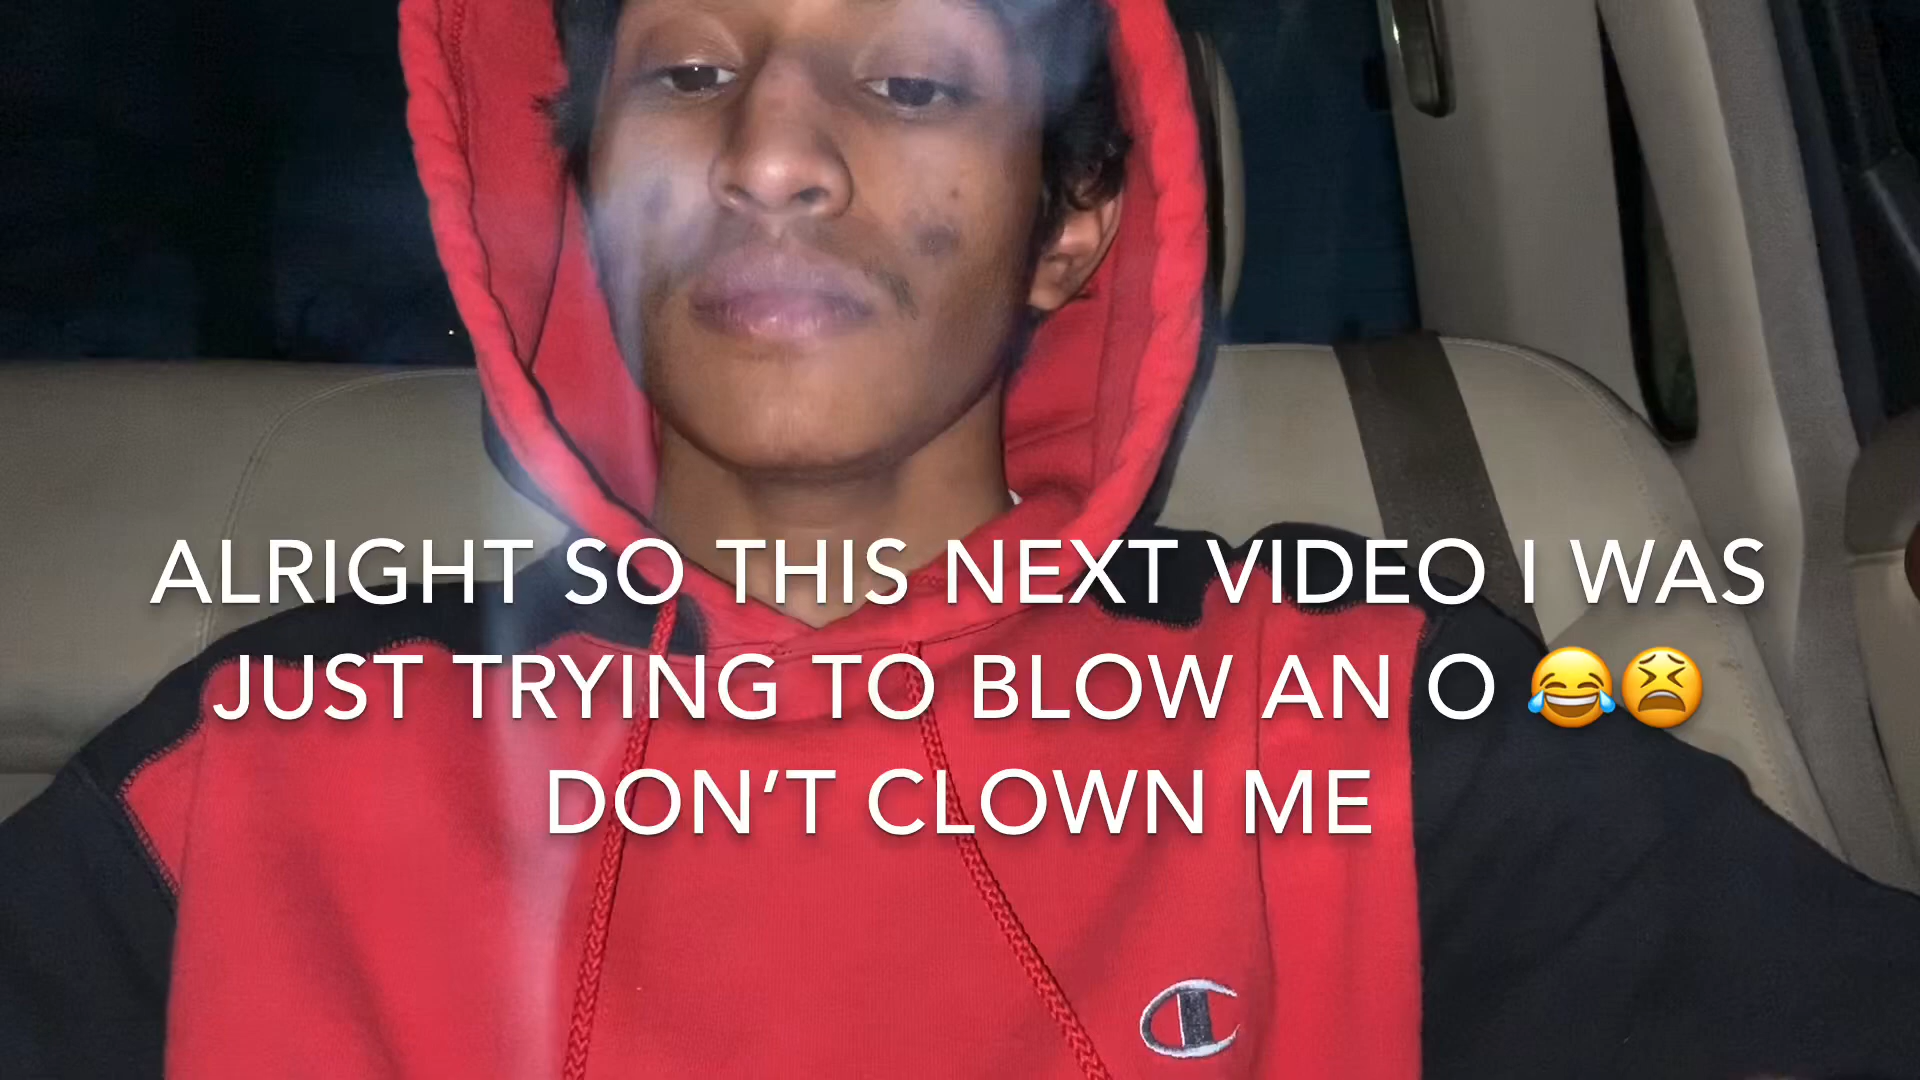 ALRIGHT SO THIS NEXT VIDEO I WAS
JUST TRYING TO BLOW AN O 😂😫
DON’T CLOWN ME